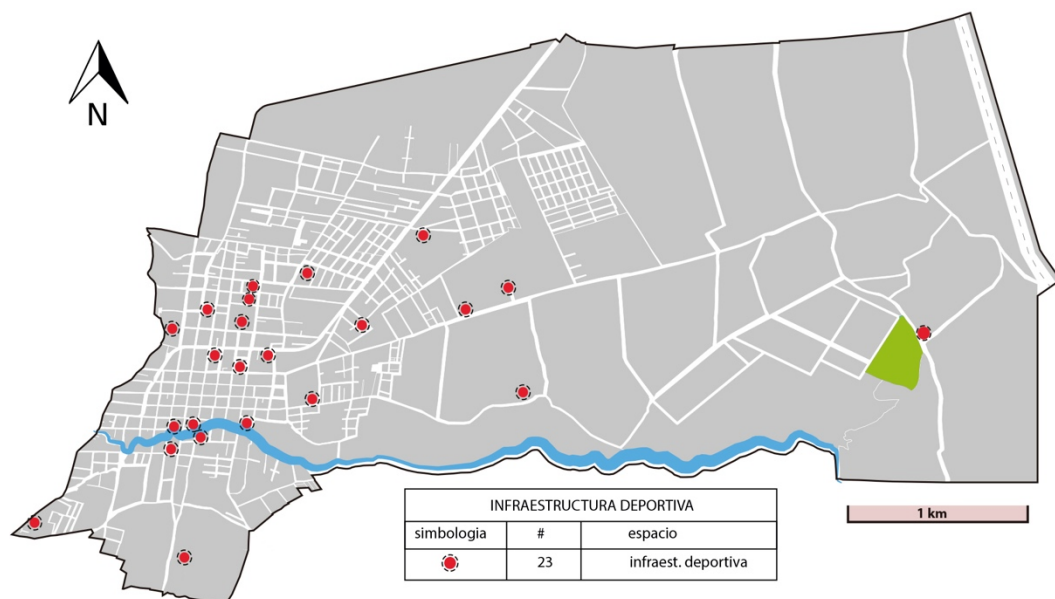 N
INFRAESTRUCTURA DEPORTIVA
simbologia # espacio
23 infraest. deportiva
1 km